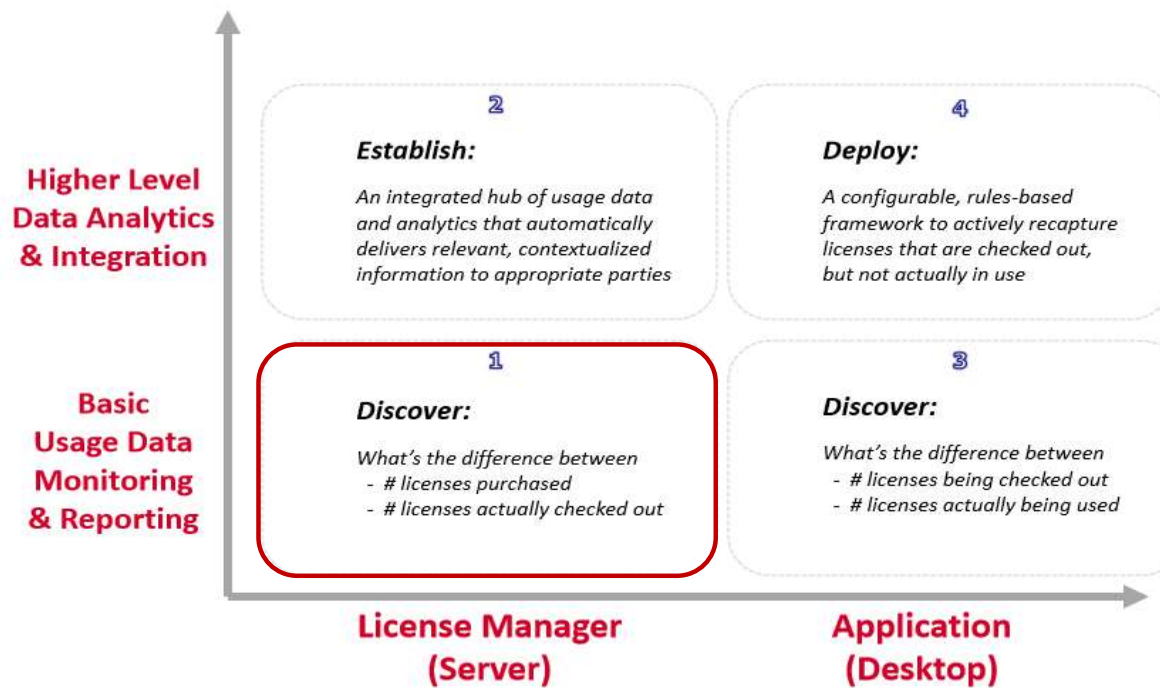 Higher Level
Data Analytics
& Integration
2
Establish:
An integrated hub of usage data
and analytics that automatically
delivers relevant, contextualized
information to appropriate parties
4
Deploy:
A configurable, rules-based
framework to actively recapture
licenses that are checked out,
but not actually in use
Basic
Usage Data
Monitoring
& Reporting
1
Discover:
What's the difference between
- # licenses purchased
- # licenses actually checked out
3
Discover:
What's the difference between
- # licenses being checked out
- # licenses actually being used
License Manager
(Server)
Application
(Desktop)